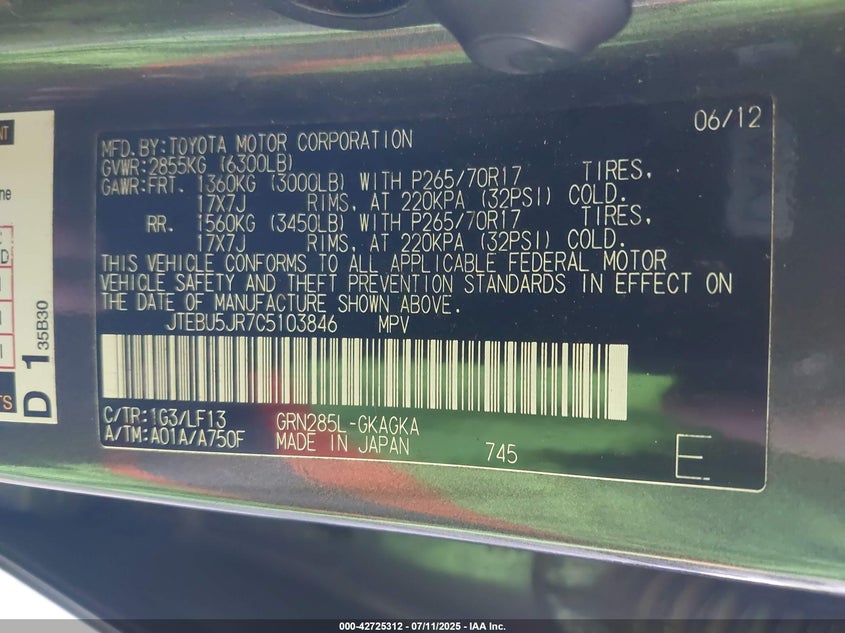 06/12
MFD.BY:TOYOTA MOTOR CORPORATION
GVWR:2855KG (6300LB)
GAWR:FRT. 1360KG (3000LB) WITH P265/70R17 TIRES,
17X7J RIMS, AT 220KPA (32PSI) COLD.
RR. 1560KG (3450LB) WITH P265/70R17 TIRES,
17X7J RIMS, AT 220KPA (32PSI) COLD.
THIS VEHICLE CONFORMS TO ALL APPLICABLE FEDERAL MOTOR
VEHICLE SAFETY AND THEFT PREVENTION STANDARDS IN EFFECT ON
THE DATE OF MANUFACTURE SHOWN ABOVE.
JTEBU5JR7C5103846 MPV
C/TR:1G3/LF13 GRN285L-GKAGKA
A/TM:A01A/A750F MADE IN JAPAN 745
E
D 1 35B30
000-42725312 - 07/11/2025 - IAA Inc.